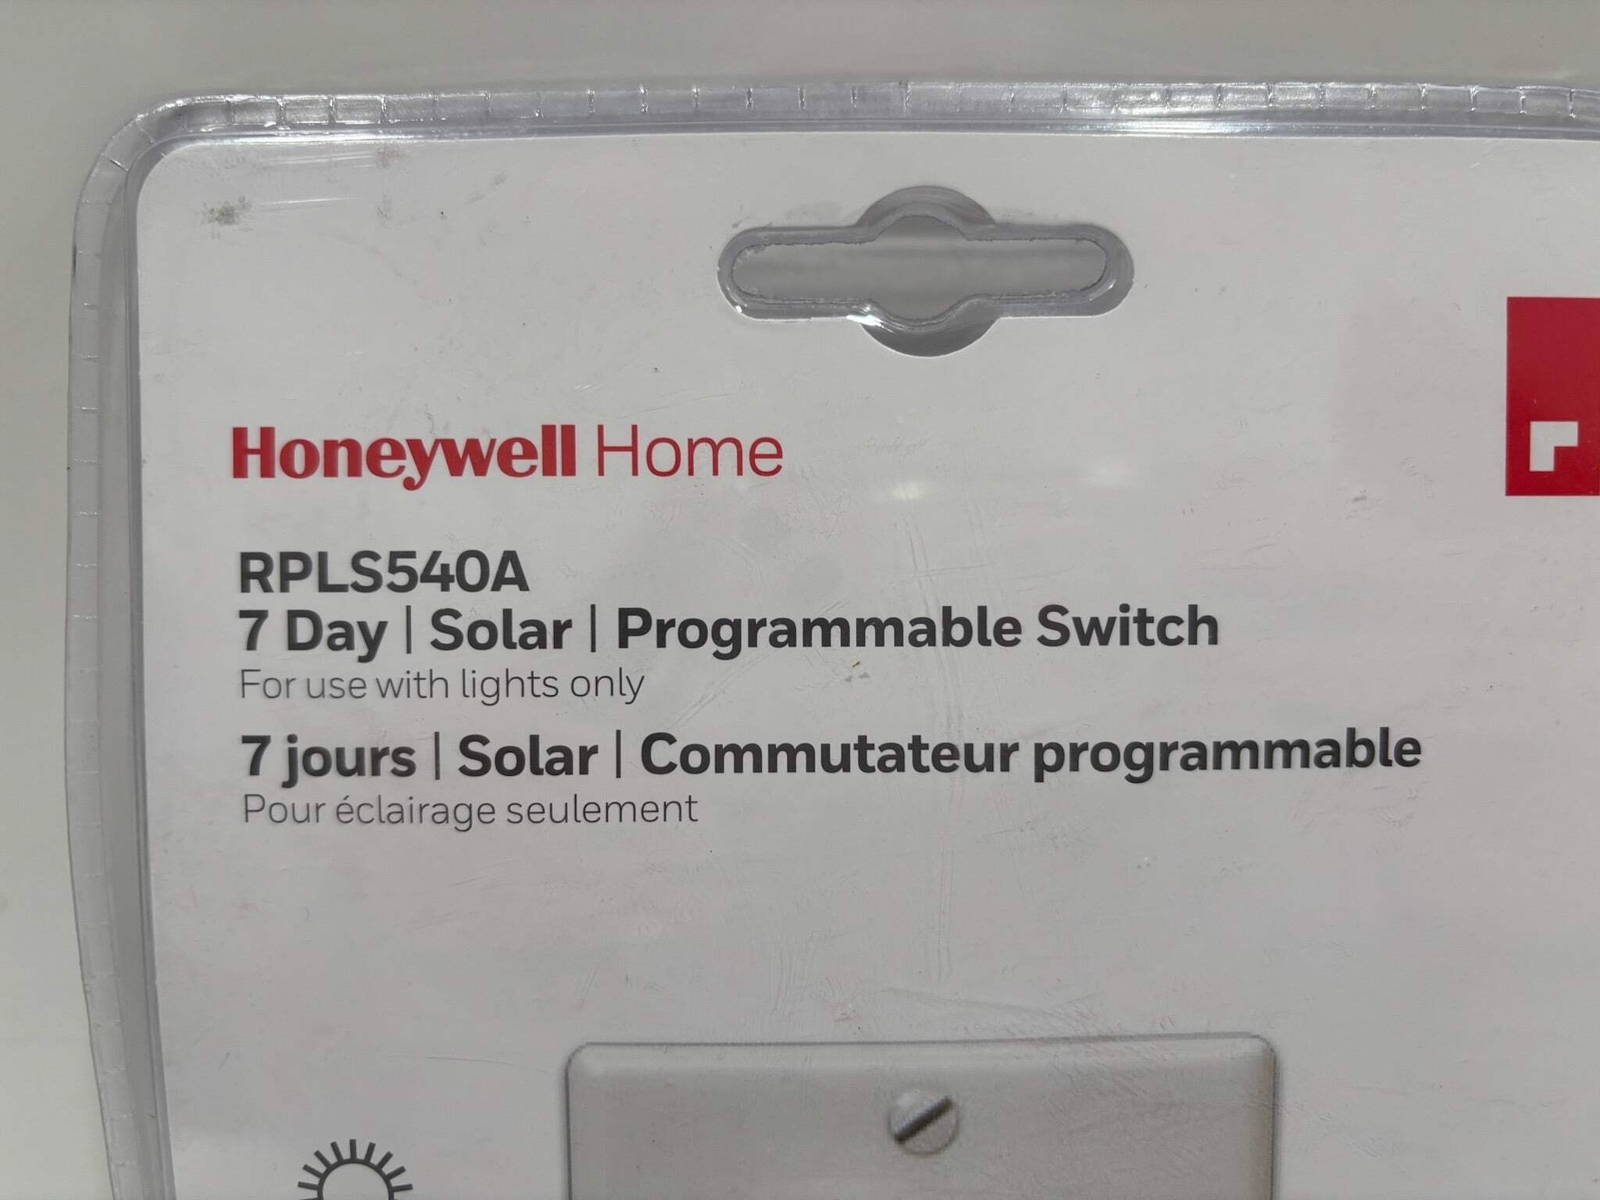 Honeywell Home
RPLS540A
7 Day | Solar | Programmable Switch
For use with lights only
7 jours | Solar | Commutateur programmable
Pour éclairage seulement